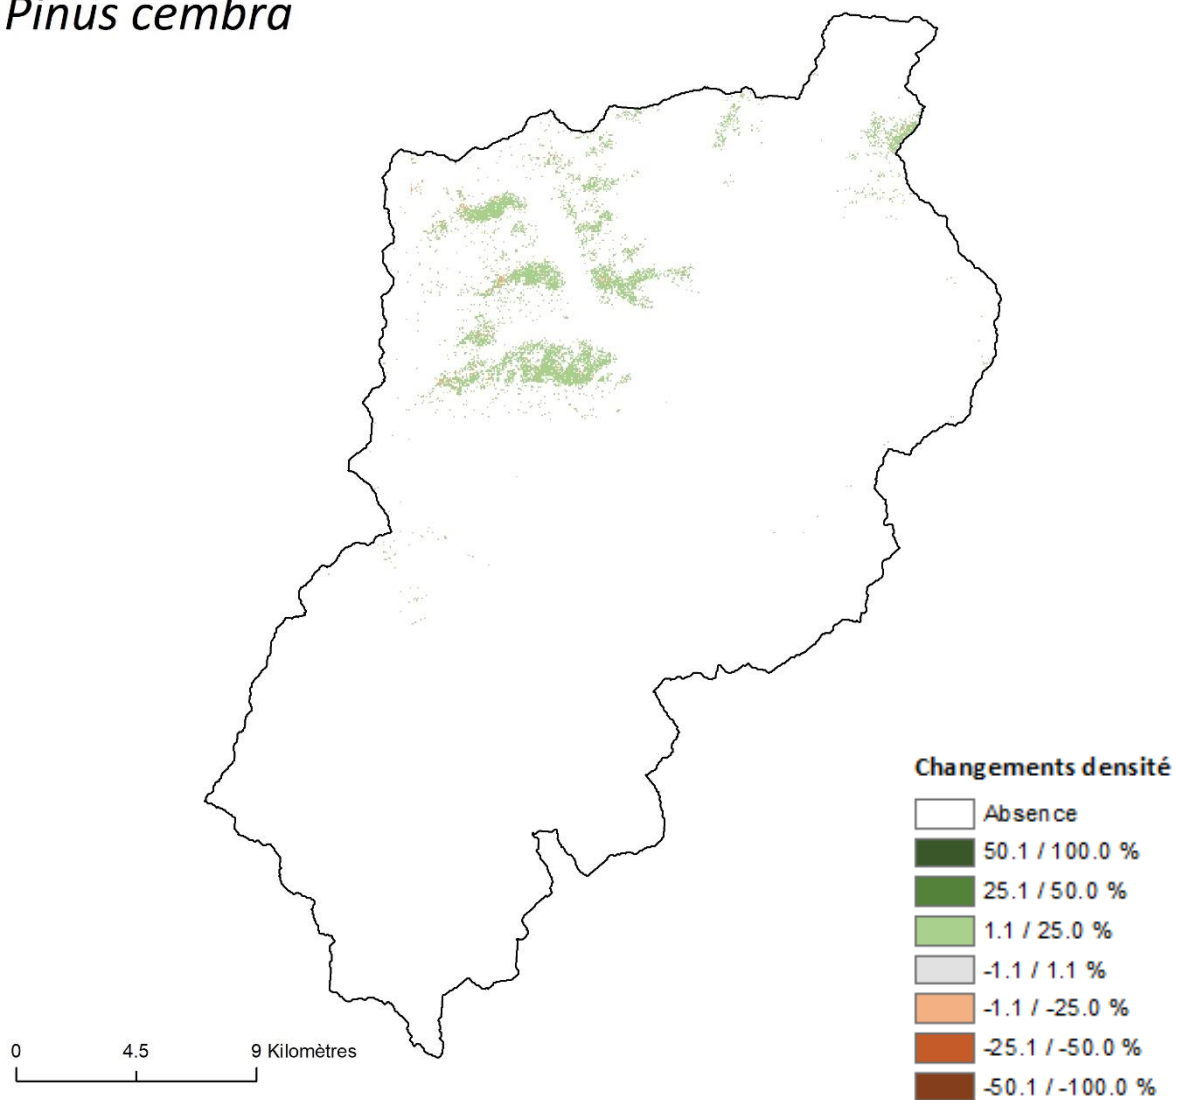 Pinus cembra
Changements densité
Absence
50.1 / 100.0 %
25.1 / 50.0 %
1.1 / 25.0 %
-1.1 / 1.1 %
-1.1 / -25.0 %
-25.1 / -50.0 %
-50.1 / -100.0 %
0 4.5 9 Kilomètres